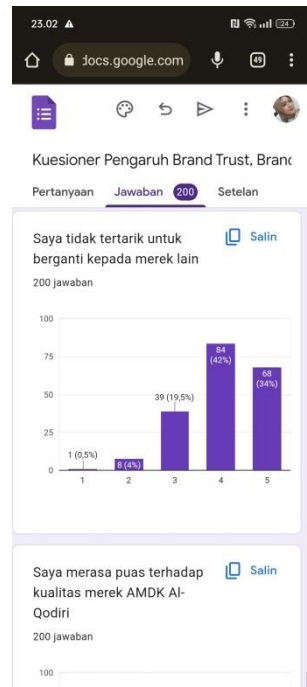 23.02
24
docs.google.com
49
Kuesioner Pengaruh Brand Trust, Bran
Pertanyaan Jawaban 200 Setelan
Saya tidak tertarik untuk
berganti kepada merek lain
Salin
200 jawaban
100
75
50
25
0
1 (0,5%)
8 (4%)
39 (19,5%)
84
(42%)
68
(34%)
1 2 3 4 5
Saya merasa puas terhadap
kualitas merek AMDK Al-
Qodiri
Salin
200 jawaban
100